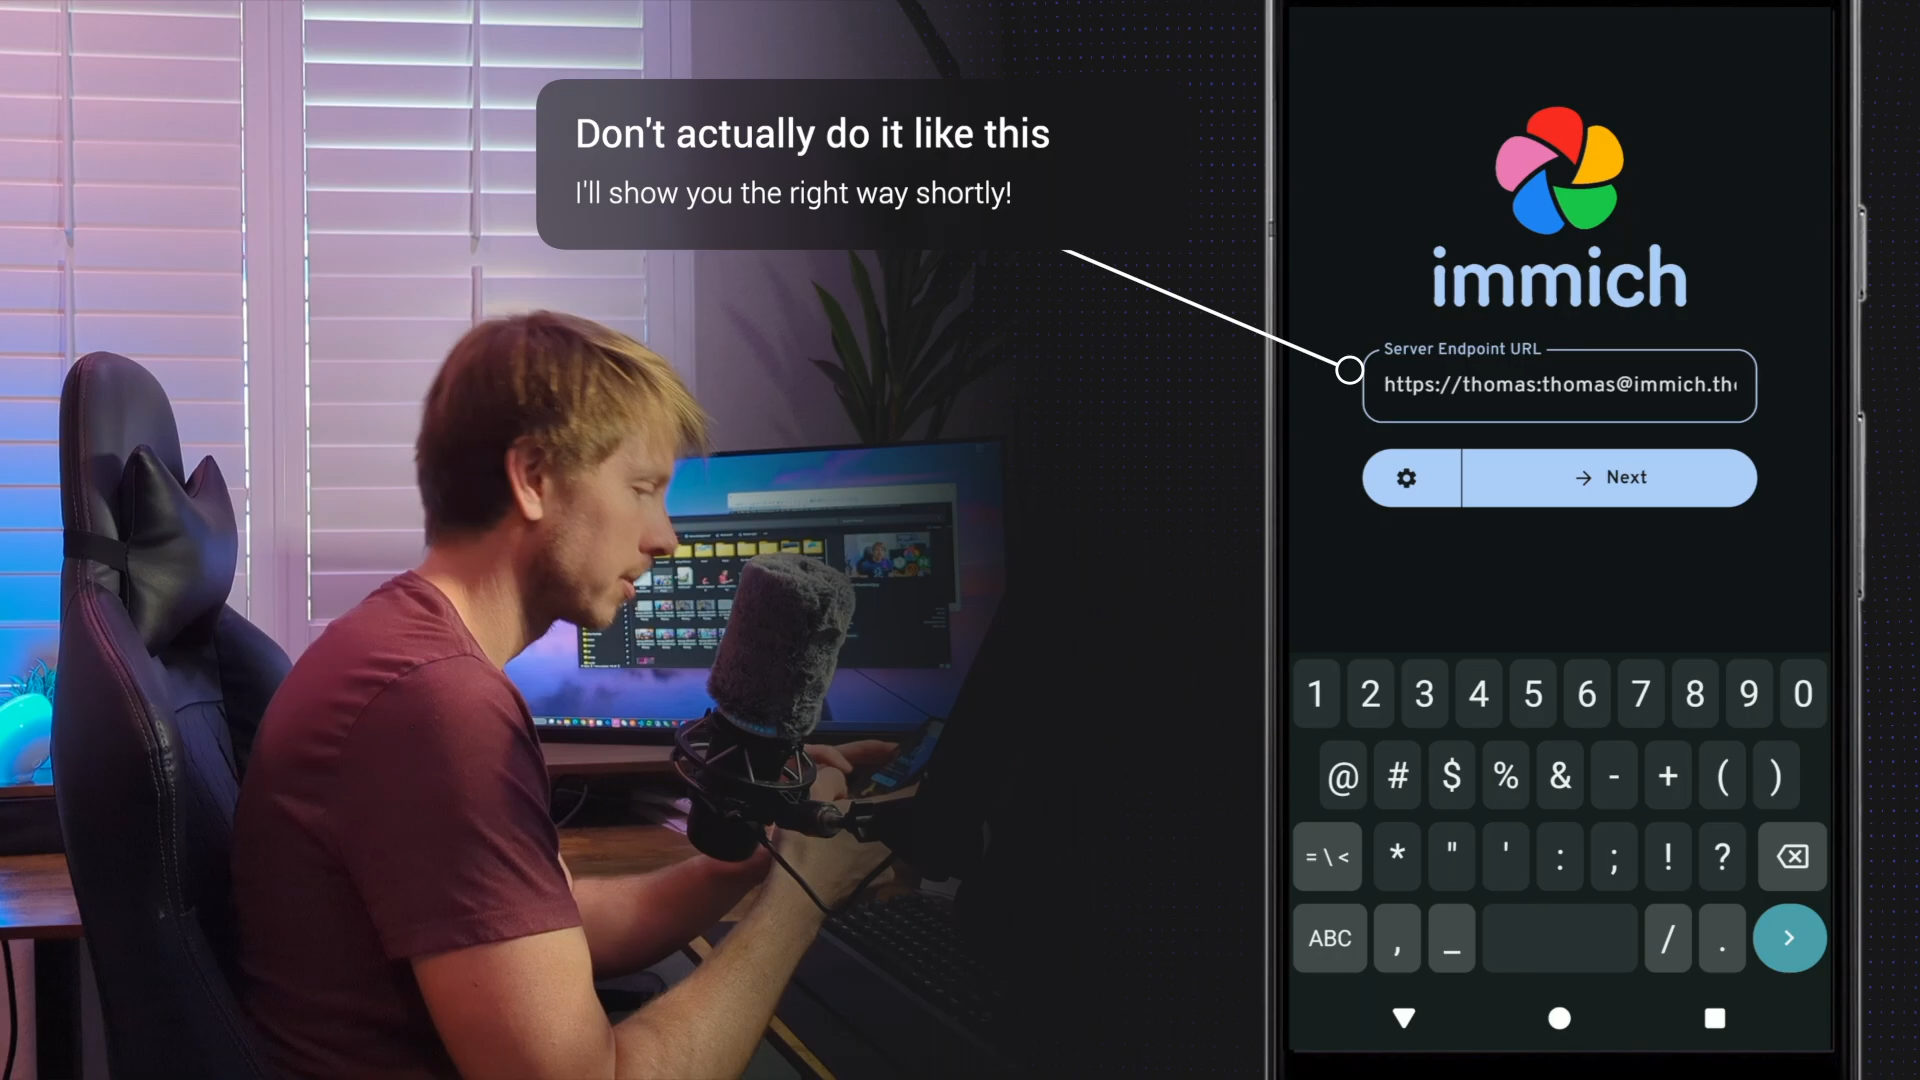 Don't actually do it like this
I'll show you the right way shortly!
immich
Server Endpoint URL
https://thomas:thomas@immich.th
Next
1 2 3 4 5 6 7 8 9 0
@ # $ % & - + ( )
= \ < * " ' : ; ! ?
ABC , _ / .